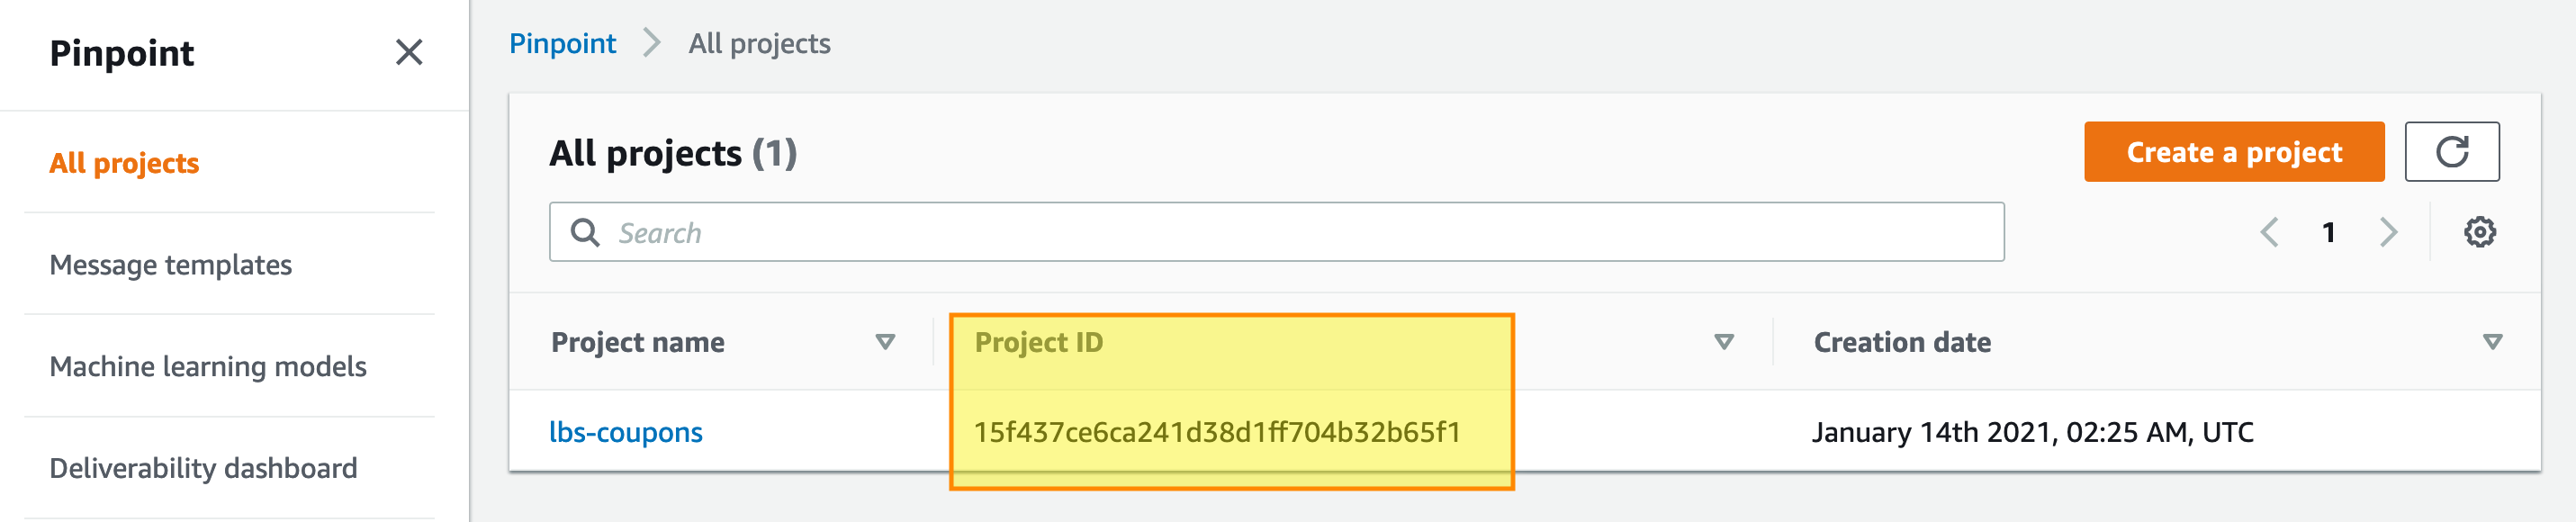 Pinpoint
All projects
Message templates
Machine learning models
Deliverability dashboard
Pinpoint > All projects
All projects (1)
Create a project
Search
1
Project name Project ID Creation date
lbs-coupons 15f437ce6ca241d38d1ff704b32b65f1 January 14th 2021, 02:25 AM, UTC